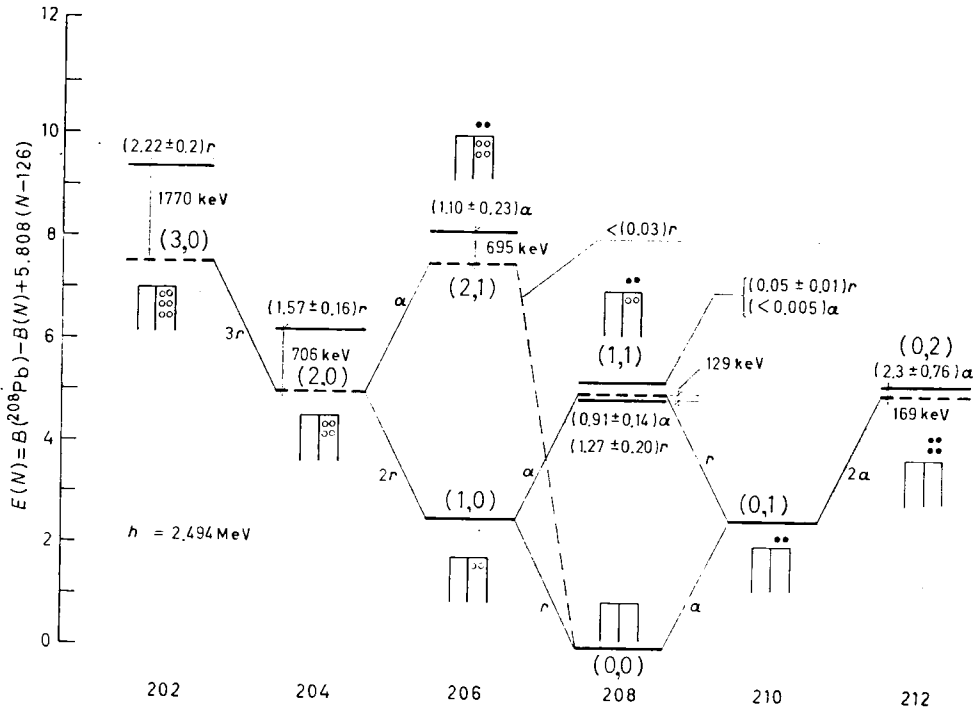 E(N) = B(²⁰⁸Pb) – B(N) + 5.808 (N – 126)
12
10
8
6
4
2
0
(2,22 ± 0,2)r
1770 keV
(3,0)
3r
(1,57 ± 0,16)r
706 keV
(2,0)
2r
(1,10 ± 0,23)α
695 keV
(2,1)
α
<(0,03)r
(1,0)
r
α
(1,1)
(0,05 ± 0,01)r
(<0,005)α
129 keV
(0,91 ± 0,14)α
(1,27 ± 0,20)r
r
(0,2)
(2,3 ± 0,76)α
169 keV
2α
(0,1)
α
(0,0)
h = 2,494 MeV
202 204 206 208 210 212